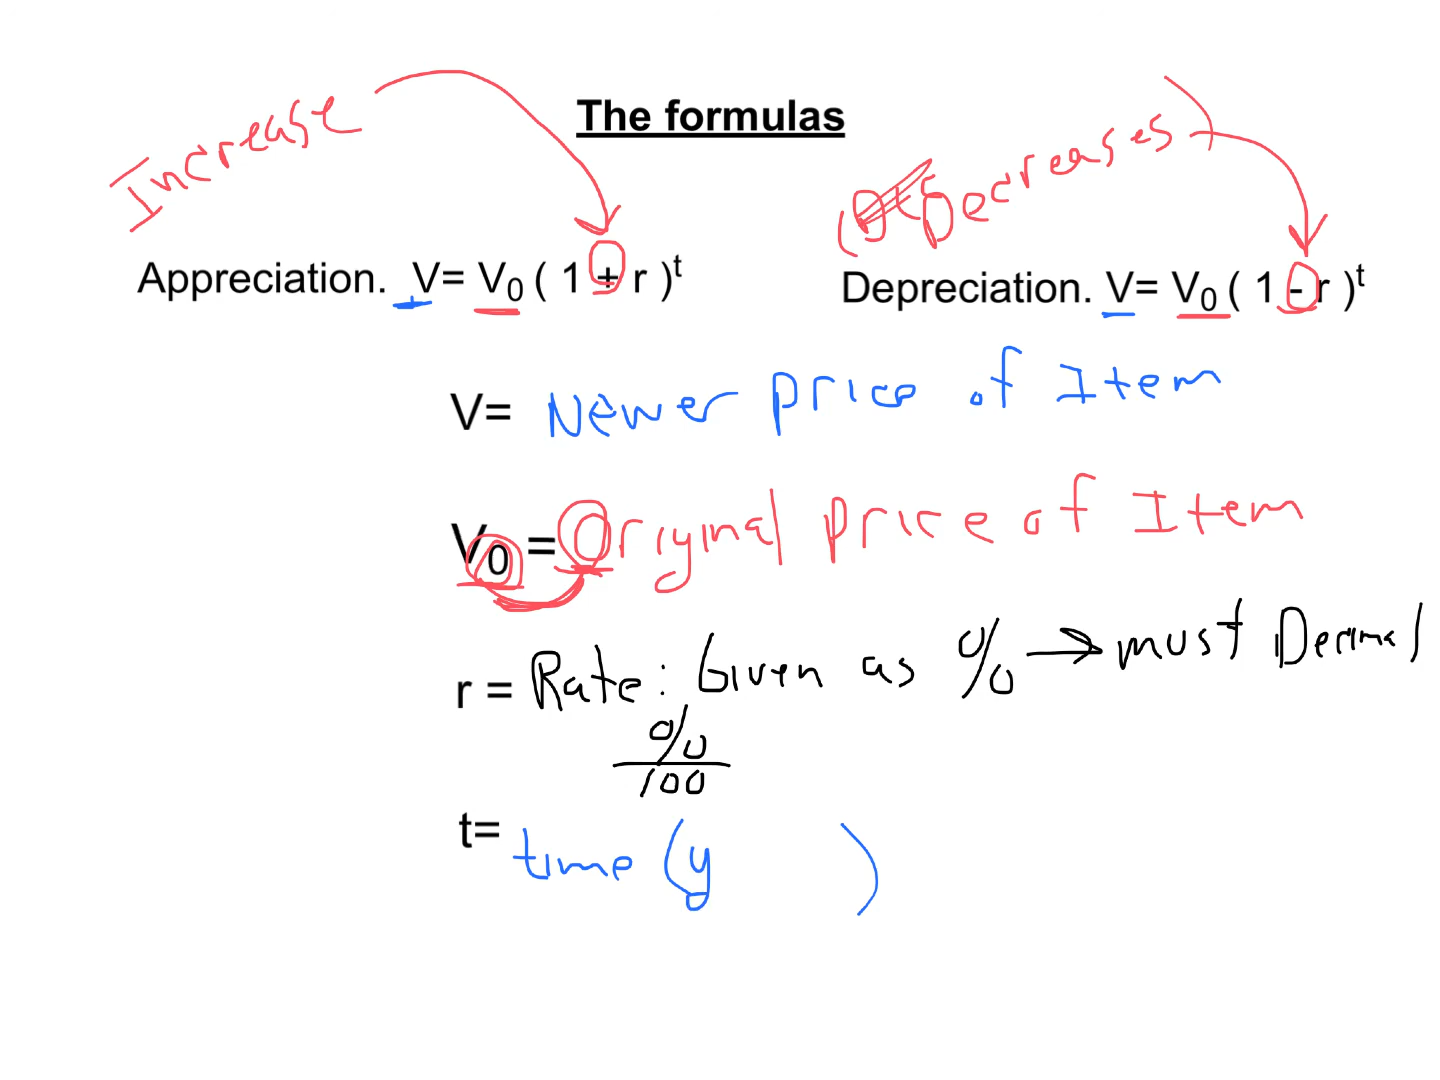 The formulas
Increase
Decreases
Appreciation. V= V₀ ( 1 + r )ᵗ
Depreciation. V= V₀ ( 1 - r )ᵗ
V= Newer price of Item
V₀ = Original price of Item
r = Rate: Given as % → must Decimal
%
100
t= time (y )